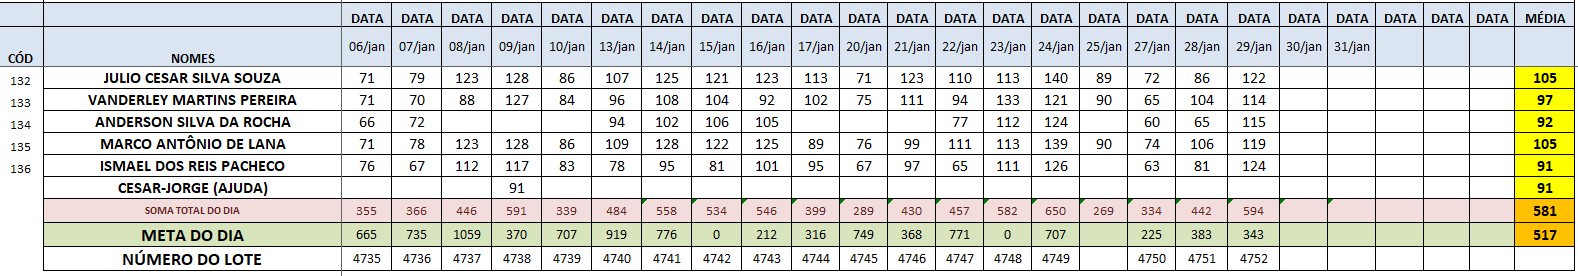 DATA DATA DATA DATA DATA DATA DATA DATA DATA DATA DATA DATA DATA DATA DATA DATA DATA DATA DATA DATA DATA DATA DATA DATA MÉDIA
CÓD NOMES 06/jan 07/jan 08/jan 09/jan 10/jan 13/jan 14/jan 15/jan 16/jan 17/jan 20/jan 21/jan 22/jan 23/jan 24/jan 25/jan 27/jan 28/jan 29/jan 30/jan 31/jan
132 JULIO CESAR SILVA SOUZA 71 79 123 128 86 107 125 121 123 113 71 123 110 113 140 89 72 86 122 105
133 VANDERLEY MARTINS PEREIRA 71 70 88 127 84 96 108 104 92 102 75 111 94 133 121 90 65 104 114 97
134 ANDERSON SILVA DA ROCHA 66 72 94 102 106 105 77 112 124 60 65 115 92
135 MARCO ANTÔNIO DE LANA 71 78 123 128 86 109 128 122 125 89 76 99 111 113 139 90 74 106 119 105
136 ISMAEL DOS REIS PACHECO 76 67 112 117 83 78 95 81 101 95 67 97 65 111 126 63 81 124 91
CESAR-JORGE (AJUDA) 91 91
SOMA TOTAL DO DIA 355 366 446 591 339 484 558 534 546 399 289 430 457 582 650 269 334 442 594 581
META DO DIA 665 735 1059 370 707 919 776 0 212 316 749 368 771 0 707 225 383 343 517
NÚMERO DO LOTE 4735 4736 4737 4738 4739 4740 4741 4742 4743 4744 4745 4746 4747 4748 4749 4750 4751 4752